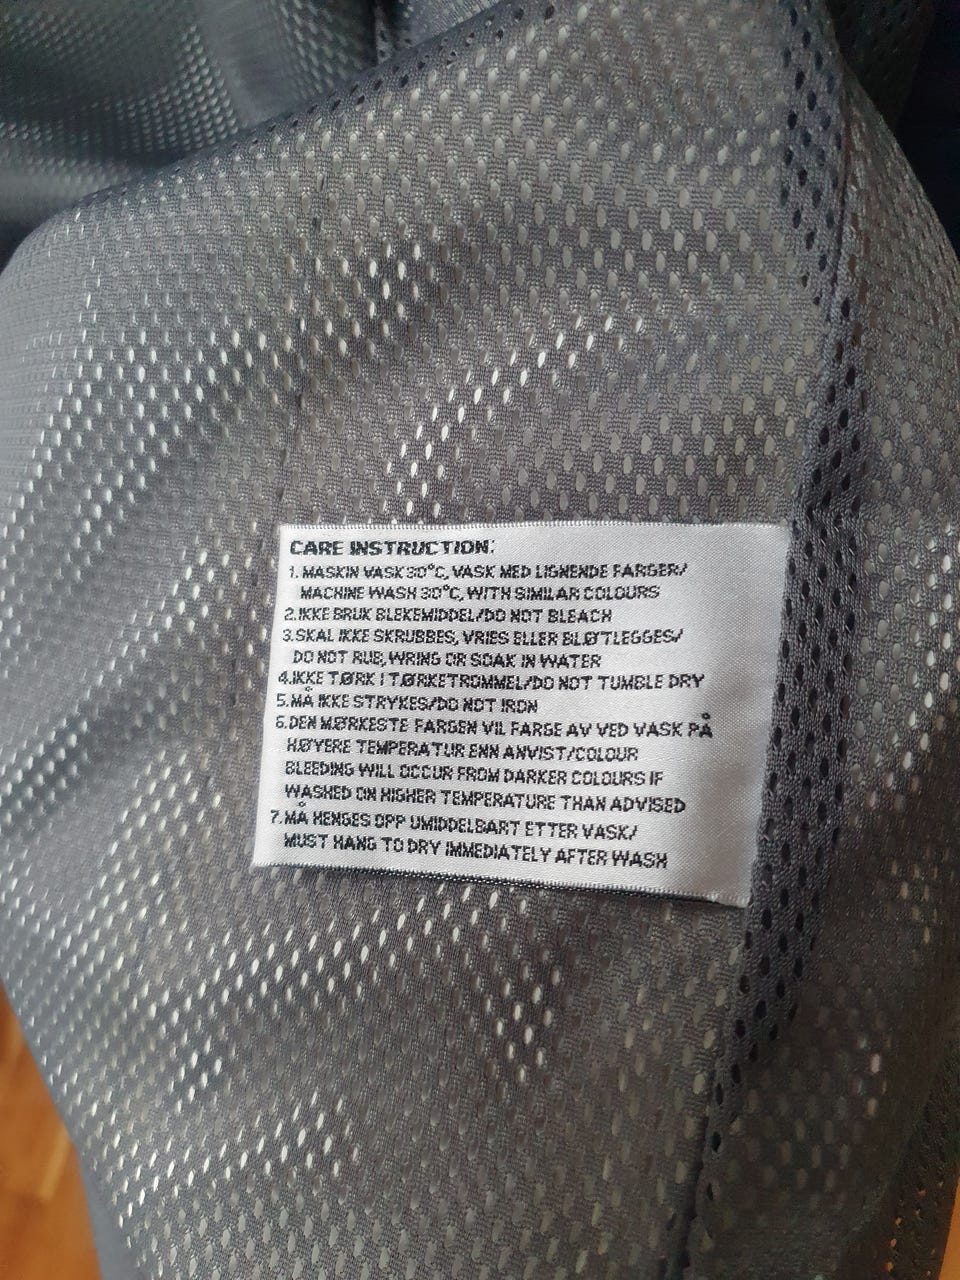 CARE INSTRUCTION:
1. MASKIN VASK 30°C, VASK MED LIGNENDE FARGER/
MACHINE WASH 30°C, WITH SIMILAR COLOURS
2. IKKE BRUK BLEKEMIDDEL/DO NOT BLEACH
3. SKAL IKKE SKRUBBES, VRIES ELLER BLØTLEGGES/
DO NOT RUB, WRING OR SOAK IN WATER
4. IKKE TØRK I TØRKETROMMEL/DO NOT TUMBLE DRY
5. MÅ IKKE STRYKES/DO NOT IRON
6. DEN MØRKESTE FARGEN VIL FARGE AV VED VASK PÅ
HØYERE TEMPERATUR ENN ANVIST/COLOUR
BLEEDING WILL OCCUR FROM DARKER COLOURS IF
WASHED ON HIGHER TEMPERATURE THAN ADVISED
7. MÅ HENGES OPP UMIDDELBART ETTER VASK/
MUST HANG TO DRY IMMEDIATELY AFTER WASH